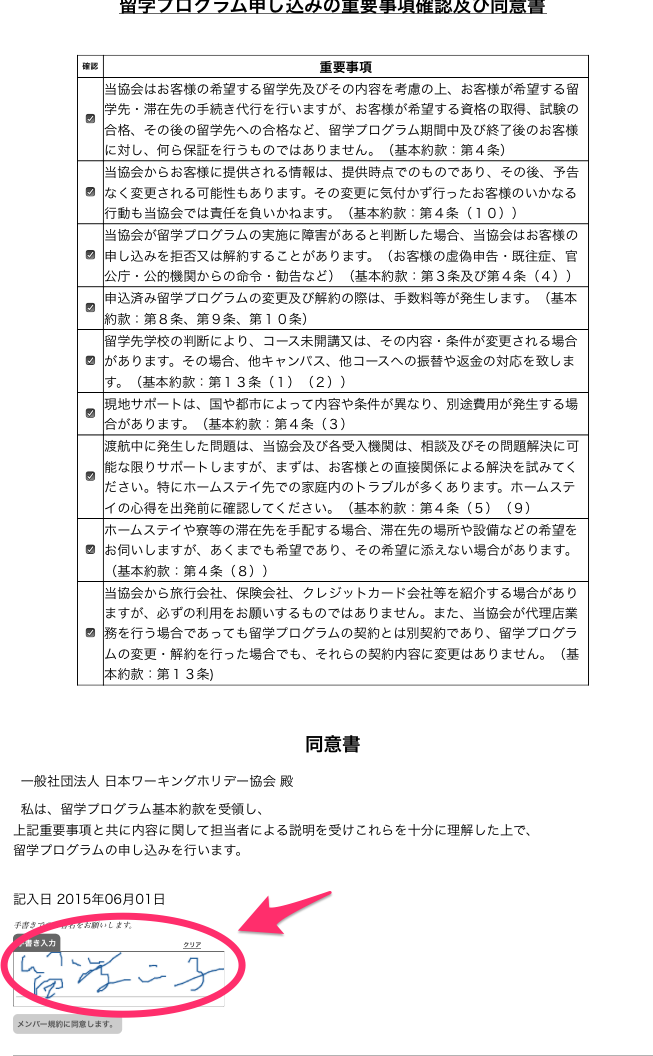 留学プログラム申し込みの重要事項確認及び同意書
確認 重要事項
当協会はお客様の希望する留学先及びその内容を考慮の上、お客様が希望する留
学先・滞在先の手続き代行を行いますが、お客様が希望する資格の取得、試験の
合格、その後の留学先への合格など、留学プログラム期間中及び終了後のお客様
に対し、何ら保証を行うものではありません。（基本約款：第４条）
当協会からお客様に提供される情報は、提供時点でのものであり、その後、予告
なく変更される可能性もあります。その変更に気付かず行ったお客様のいかなる
行動も当協会では責任を負いかねます。（基本約款：第４条（１０））
当協会が留学プログラムの実施に障害があると判断した場合、当協会はお客様の
申し込みを拒否又は解約することがあります。（お客様の虚偽申告・既往症、官
公庁・公的機関からの命令・勧告など）（基本約款：第３条及び第４条（４））
申込済み留学プログラムの変更及び解約の際は、手数料等が発生します。（基本
約款：第８条、第９条、第１０条）
留学先学校の判断により、コース未開講又は、その内容・条件が変更される場合
があります。その場合、他キャンパス、他コースへの振替や返金の対応を致しま
す。（基本約款：第１３条（１）（２））
現地サポートは、国や都市によって内容や条件が異なり、別途費用が発生する場
合があります。（基本約款：第４条（３）
渡航中に発生した問題は、当協会及び各受入機関は、相談及びその問題解決に可
能な限りサポートしますが、まずは、お客様との直接関係による解決を試みてく
ださい。特にホームステイ先での家庭内のトラブルが多くあります。ホームステ
イの心得を出発前に確認してください。（基本約款：第４条（５）（９）
ホームステイや寮等の滞在先を手配する場合、滞在先の場所や設備などの希望を
お伺いしますが、あくまでも希望であり、その希望に添えない場合があります。
（基本約款：第４条（８））
当協会から旅行会社、保険会社、クレジットカード会社等を紹介する場合があり
ますが、必ずの利用をお願いするものではありません。また、当協会が代理店業
務を行う場合であっても留学プログラムの契約とは別契約であり、留学プログラ
ムの変更・解約を行った場合でも、それらの契約内容に変更はありません。（基
本約款：第１３条)
同意書
一般社団法人 日本ワーキングホリデー協会 殿
私は、留学プログラム基本約款を受領し、
上記重要事項と共に内容に関して担当者による説明を受けこれらを十分に理解した上で、
留学プログラムの申し込みを行います。
記入日 2015年06月01日
手書きで 署名をお願いします。
手書き入力 クリア
留学二子
メンバー規約に同意します。